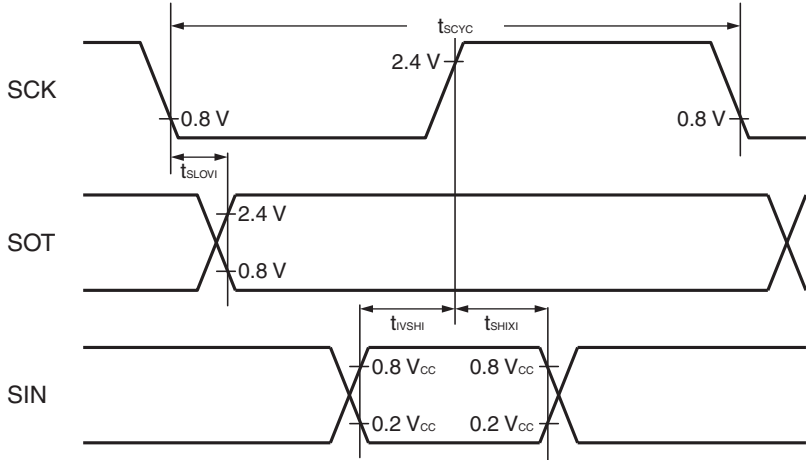 tSCYC
SCK
2.4 V
0.8 V
0.8 V
tSLOVI
SOT
2.4 V
0.8 V
tIVSHI
tSHIXI
SIN
0.8 VCC
0.8 VCC
0.2 VCC
0.2 VCC